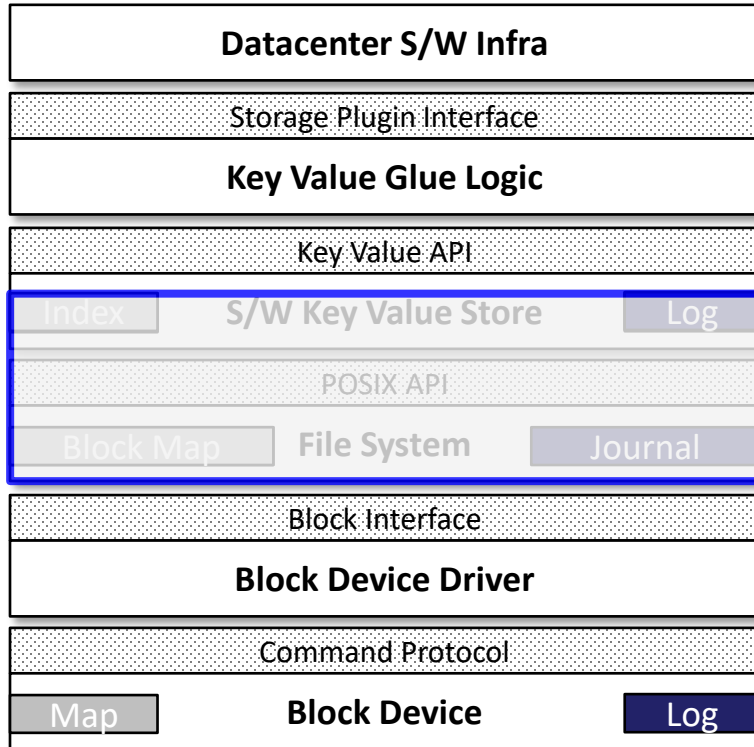 Datacenter S/W Infra
Storage Plugin Interface
Key Value Glue Logic
Key Value API
Index S/W Key Value Store Log
POSIX API
Block Map File System Journal
Block Interface
Block Device Driver
Command Protocol
Map Block Device Log